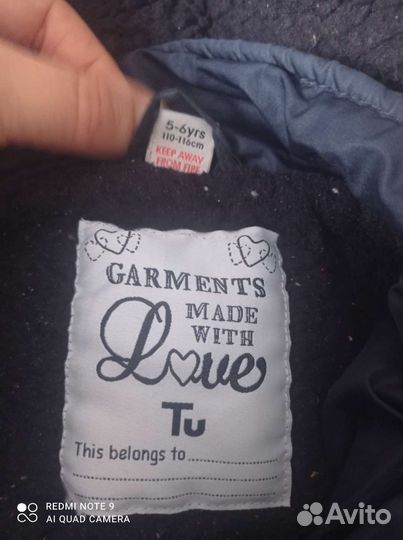 5-6yrs
110-116cm
KEEP AWAY
FROM FIRE
GARMENTS
MADE
WITH
Love
Tu
This belongs to
REDMI NOTE 9
AI QUAD CAMERA
Avito